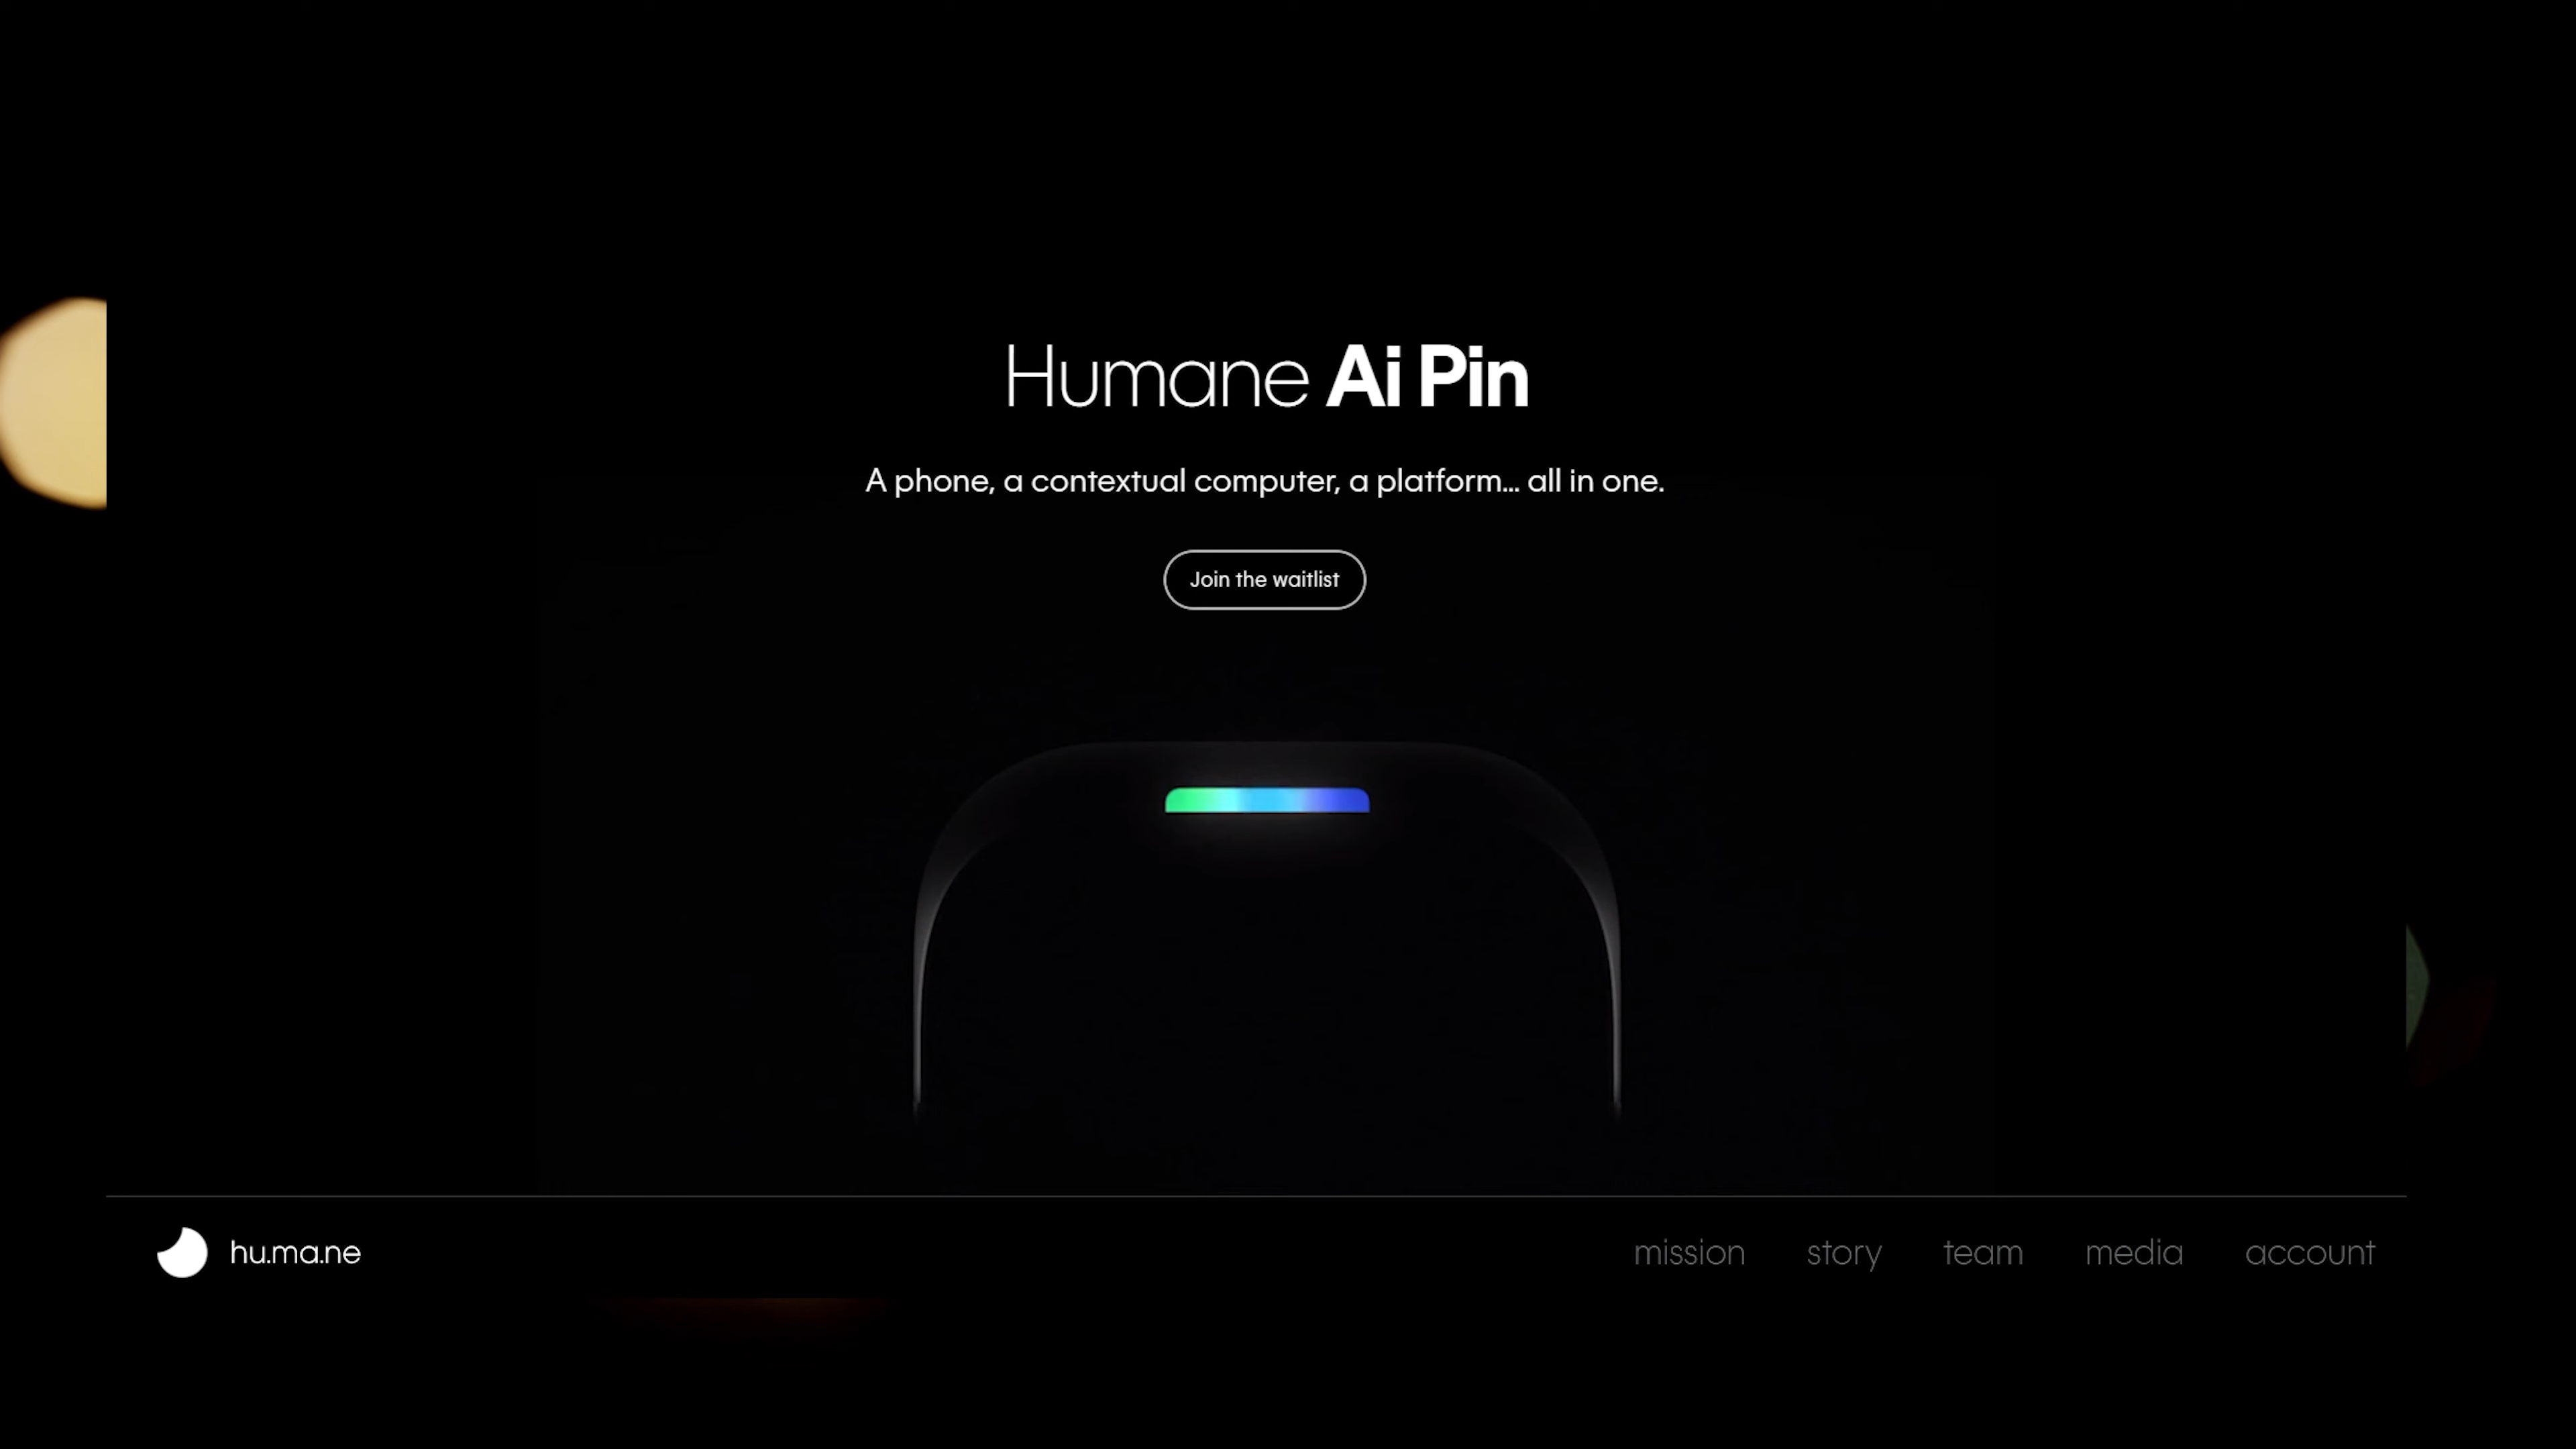 Humane Ai Pin
A phone, a contextual computer, a platform... all in one.
Join the waitlist
hu.ma.ne
mission story team media account